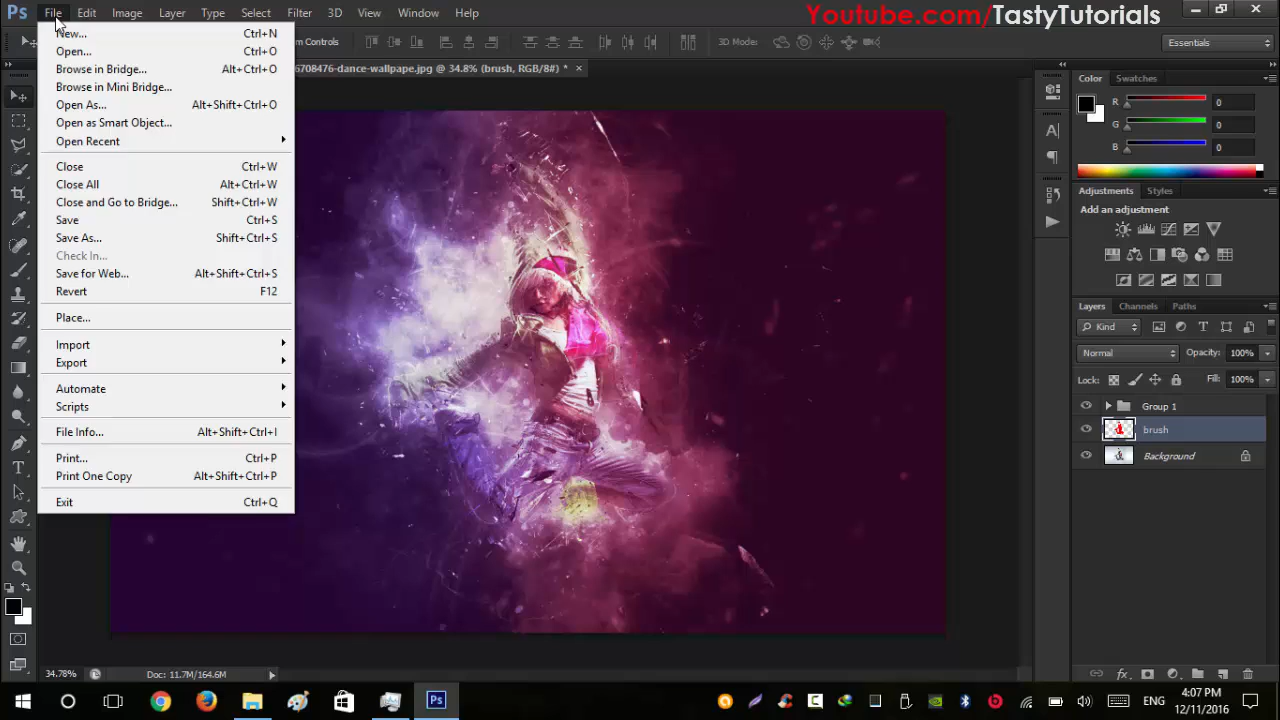 Ps File Edit Image Layer Type Select Filter 3D View Window Help
Youtube.com/TastyTutorials
Controls
3D Mode:
Essentials
6708476-dance-wallpape.jpg @ 34.8% (brush, RGB/8#) * ×
New... Ctrl+N
Open... Ctrl+O
Browse in Bridge... Alt+Ctrl+O
Browse in Mini Bridge...
Open As... Alt+Shift+Ctrl+O
Open as Smart Object...
Open Recent
Close Ctrl+W
Close All Alt+Ctrl+W
Close and Go to Bridge... Shift+Ctrl+W
Save Ctrl+S
Save As... Shift+Ctrl+S
Check In...
Save for Web... Alt+Shift+Ctrl+S
Revert F12
Place...
Import
Export
Automate
Scripts
File Info... Alt+Shift+Ctrl+I
Print... Ctrl+P
Print One Copy Alt+Shift+Ctrl+P
Exit Ctrl+Q
Color Swatches
R 0
G 0
B 0
Adjustments Styles
Add an adjustment
Layers Channels Paths
Kind
Normal Opacity: 100%
Lock: Fill: 100%
Group 1
brush
Background
34.78% Doc: 11.7M/164.6M
Ps
ENG
4:07 PM
12/11/2016